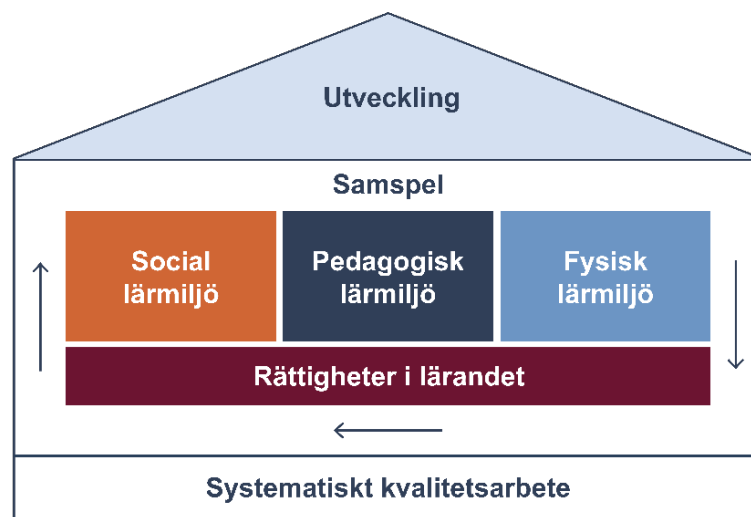 Utveckling
Samspel
Social
lärmiljö
Pedagogisk
lärmiljö
Fysisk
lärmiljö
Rättigheter i lärandet
Systematiskt kvalitetsarbete